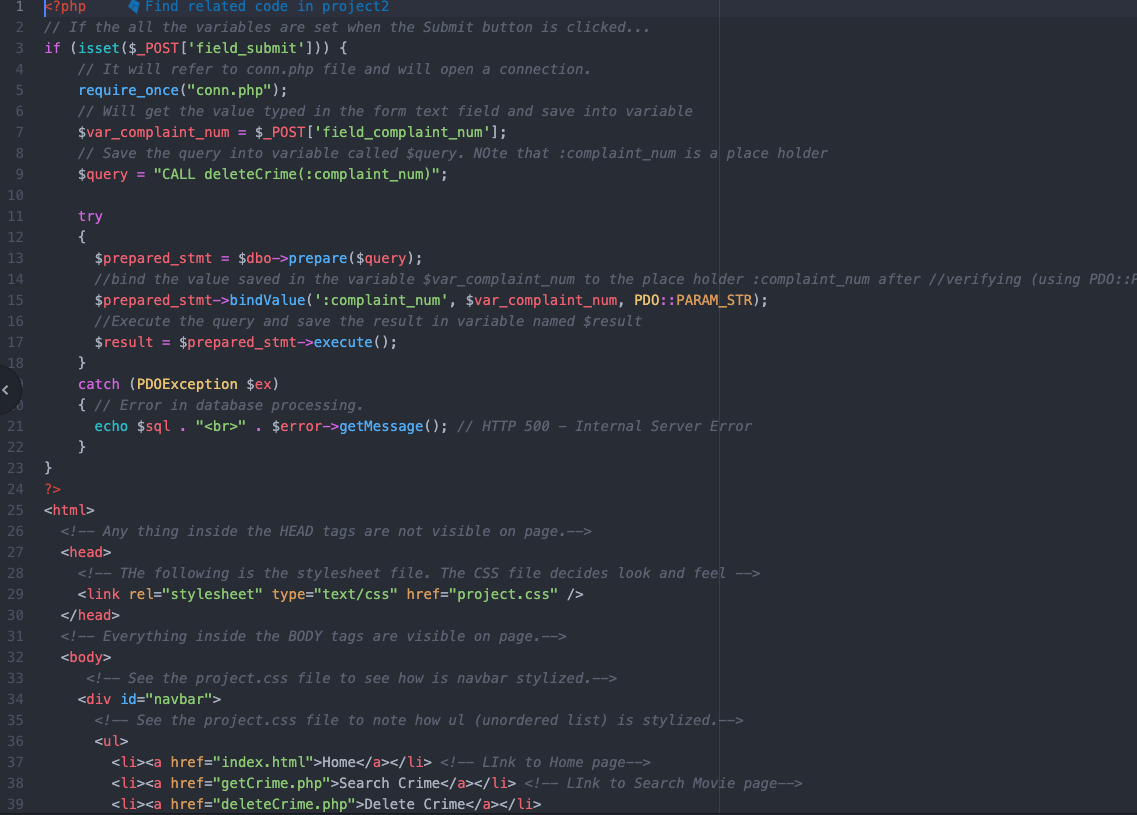 1 <?php Find related code in project2
2 // If the all the variables are set when the Submit button is clicked...
3 if (isset($_POST['field_submit'])) {
4 // It will refer to conn.php file and will open a connection.
5 require_once("conn.php");
6 // Will get the value typed in the form text field and save into variable
7 $var_complaint_num = $_POST['field_complaint_num'];
8 // Save the query into variable called $query. NOte that :complaint_num is a place holder
9 $query = "CALL deleteCrime(:complaint_num)";
10
11 try
12 {
13 $prepared_stmt = $dbo->prepare($query);
14 //bind the value saved in the variable $var_complaint_num to the place holder :complaint_num after //verifying (using PDO::
15 $prepared_stmt->bindValue(':complaint_num', $var_complaint_num, PDO::PARAM_STR);
16 //Execute the query and save the result in variable named $result
17 $result = $prepared_stmt->execute();
18 }
catch (PDOException $ex)
{ // Error in database processing.
21 echo $sql . "<br>" . $error->getMessage(); // HTTP 500 - Internal Server Error
22 }
23 }
24 ?>
25 <html>
26 <!-- Any thing inside the HEAD tags are not visible on page.-->
27 <head>
28 <!-- THe following is the stylesheet file. The CSS file decides look and feel -->
29 <link rel="stylesheet" type="text/css" href="project.css" />
30 </head>
31 <!-- Everything inside the BODY tags are visible on page.-->
32 <body>
33 <!-- See the project.css file to see how is navbar stylized.-->
34 <div id="navbar">
35 <!-- See the project.css file to note how ul (unordered list) is stylized.-->
36 <ul>
37 <li><a href="index.html">Home</a></li> <!-- LInk to Home page-->
38 <li><a href="getCrime.php">Search Crime</a></li> <!-- LInk to Search Movie page-->
39 <li><a href="deleteCrime.php">Delete Crime</a></li>